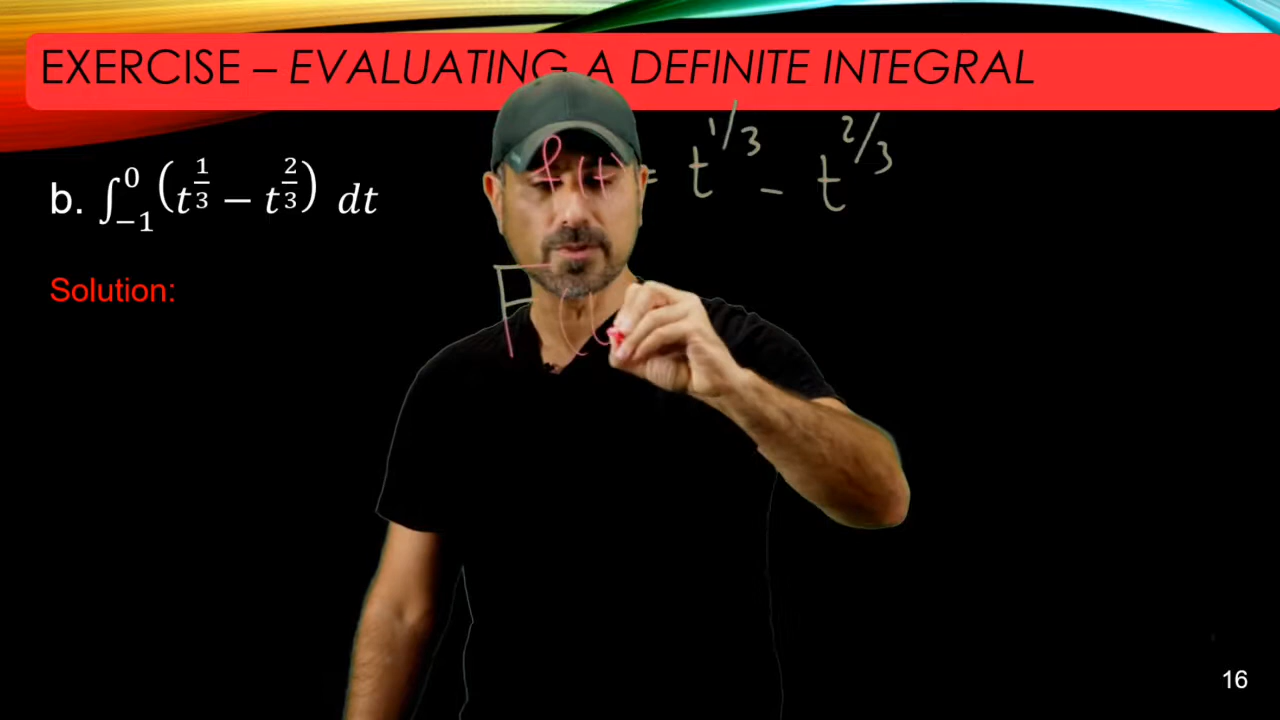 EXERCISE – EVALUATING A DEFINITE INTEGRAL
b. ∫₋₁⁰ (t^{1/3} − t^{2/3}) dt
f(t) = t^{1/3} - t^{2/3}
Solution:
F(
16